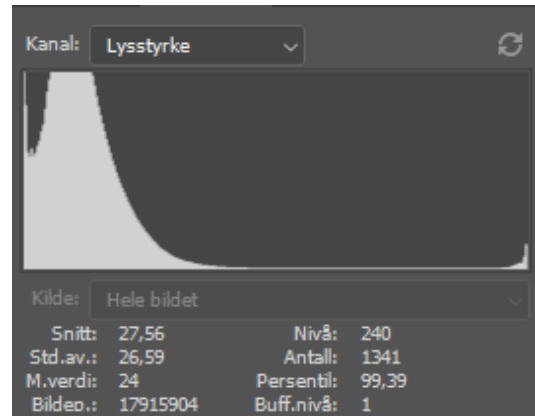 Kanal: Lysstyrke
Kilde: Hele bildet
Snitt: 27,56 Nivå: 240
Std.av.: 26,59 Antall: 1341
M.verdi: 24 Persentil: 99,39
Bildep.: 17915904 Buff.nivå: 1